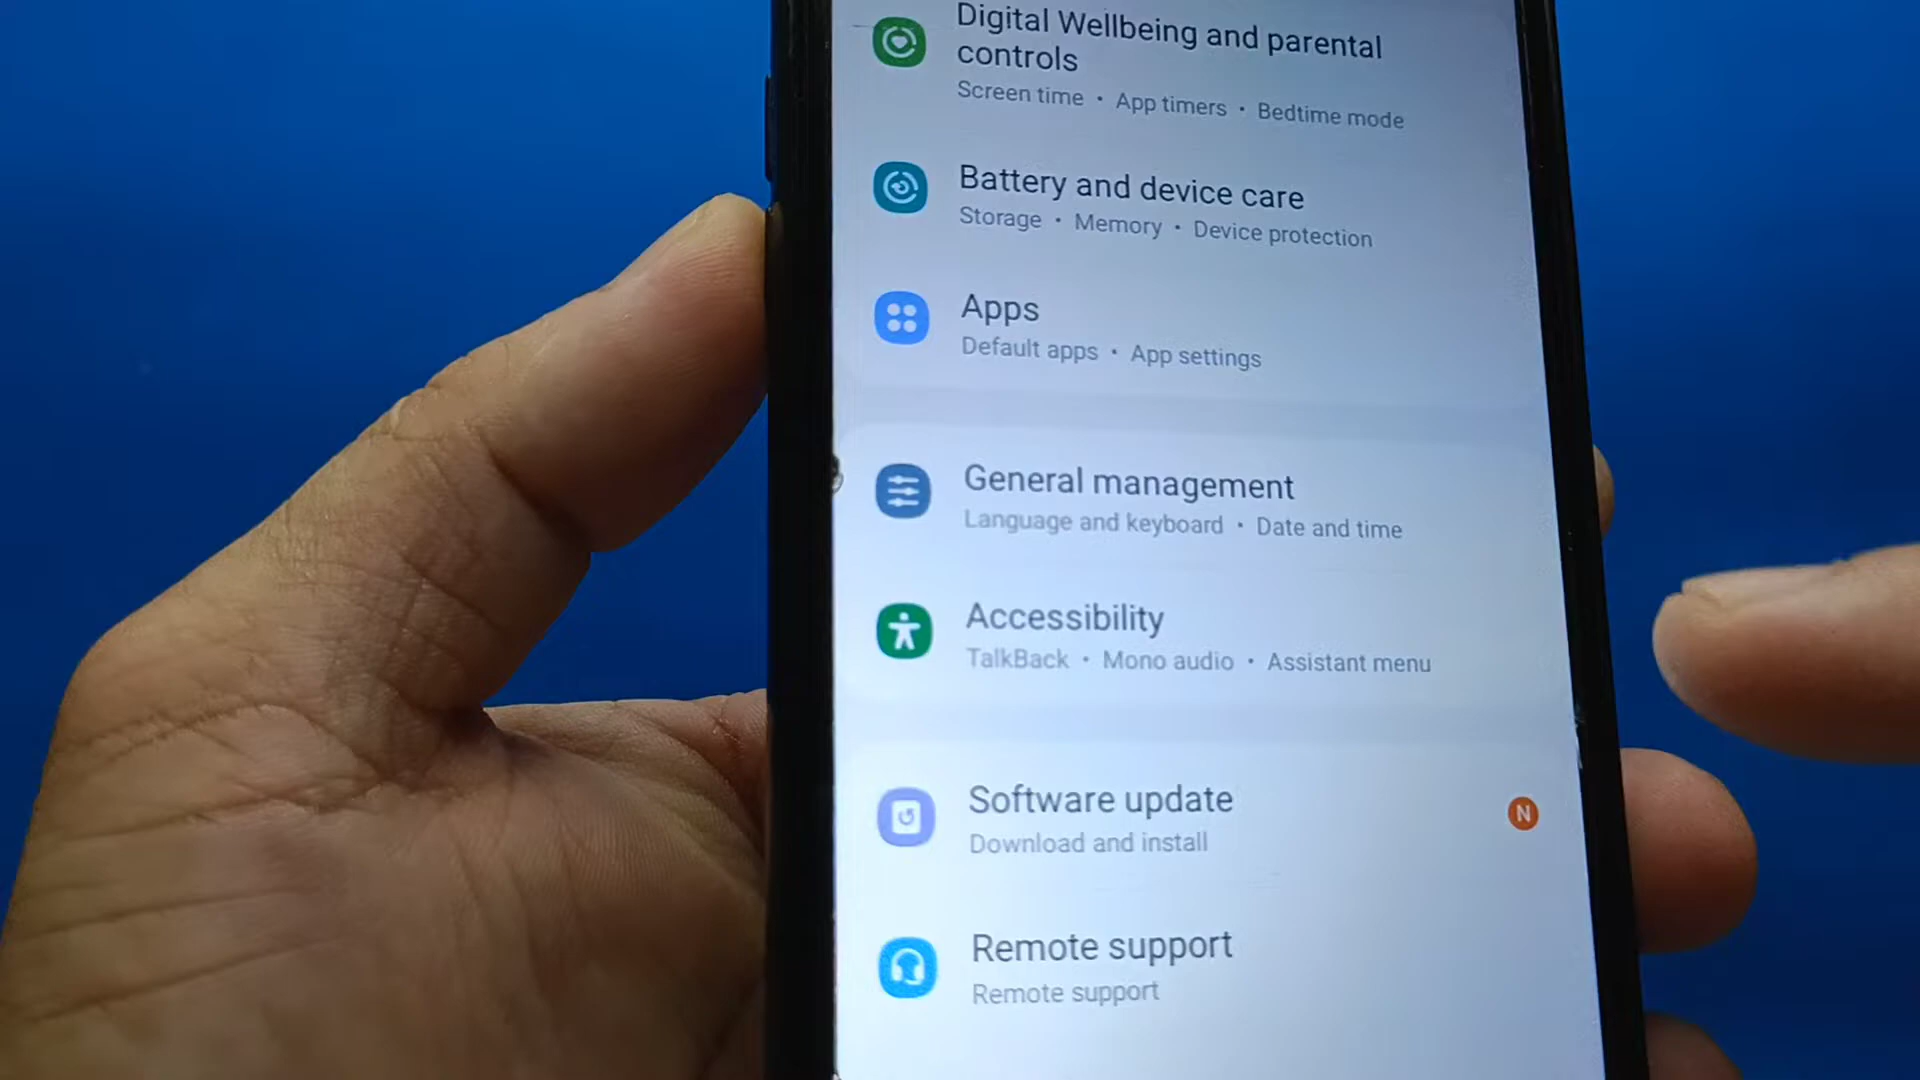 Digital Wellbeing and parental
controls
Screen time • App timers • Bedtime mode
Battery and device care
Storage • Memory • Device protection
Apps
Default apps • App settings
General management
Language and keyboard • Date and time
Accessibility
TalkBack • Mono audio • Assistant menu
Software update
N
Download and install
Remote support
Remote support